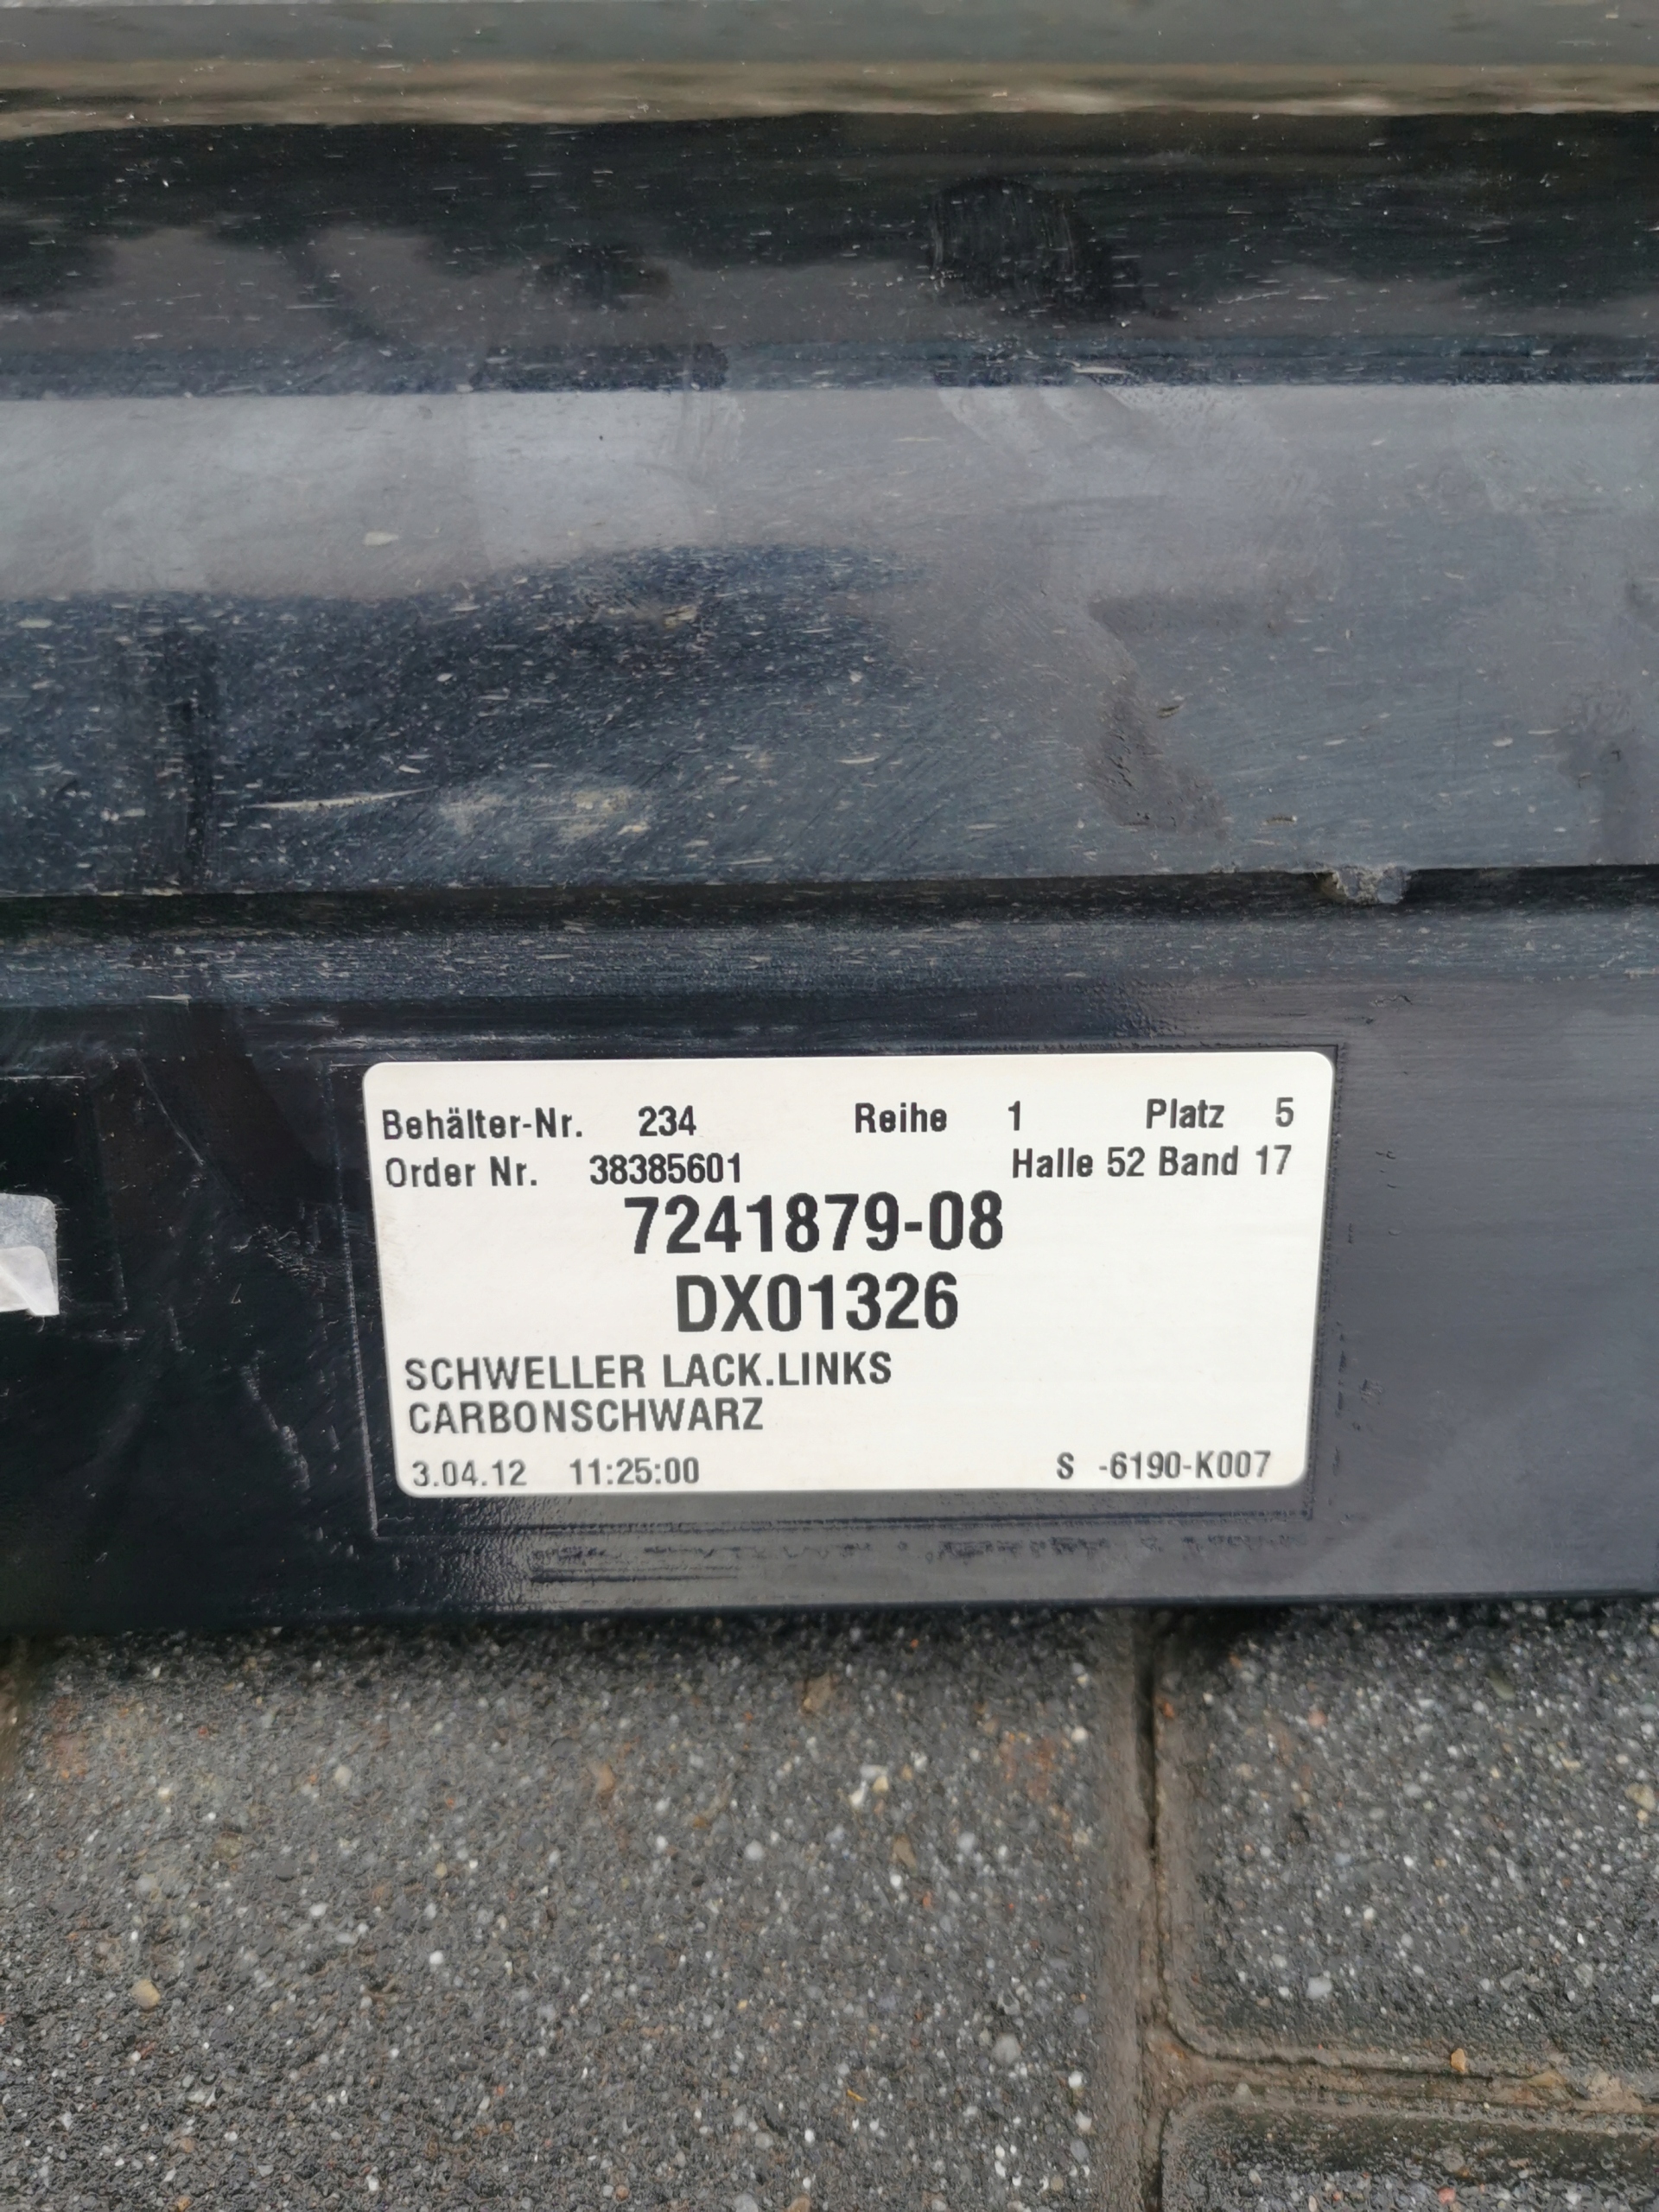 Behälter-Nr. 234 Reihe 1 Platz 5
Order Nr. 38385601 Halle 52 Band 17
7241879-08
DX01326
SCHWELLER LACK.LINKS
CARBONSCHWARZ
3.04.12 11:25:00 S -6190-K007